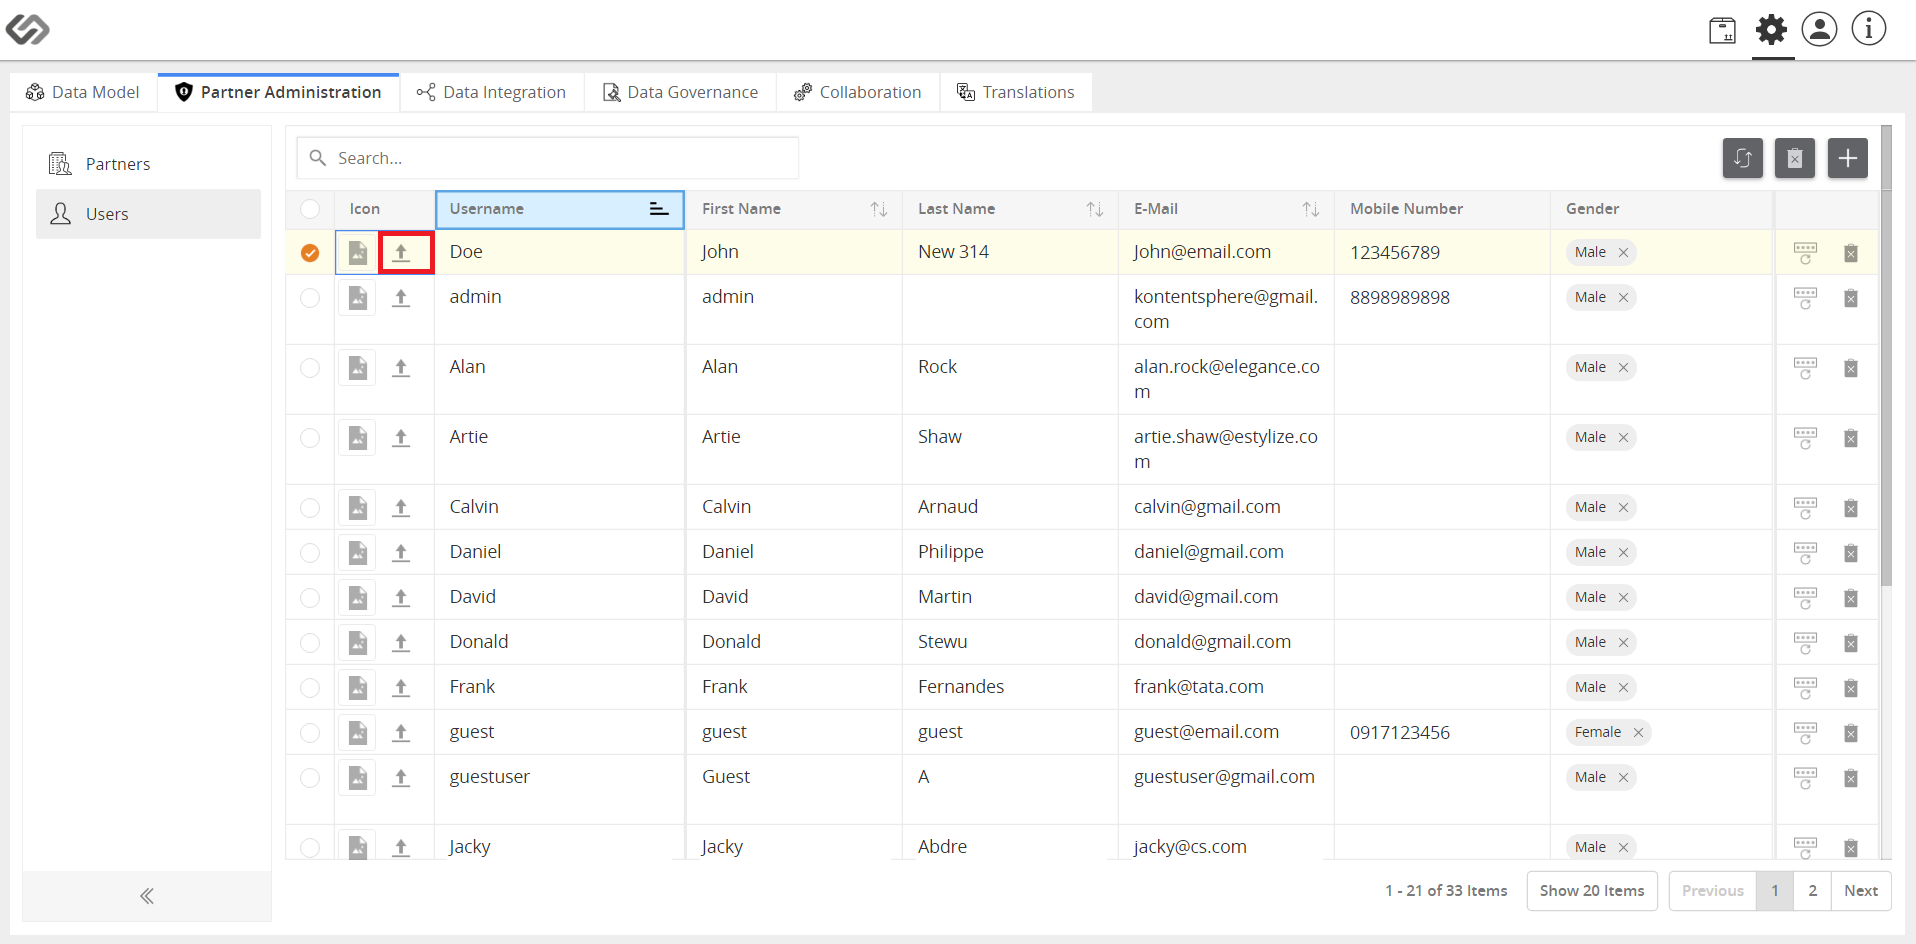 Data Model Partner Administration Data Integration Data Governance Collaboration Translations
Partners
Users
Search...
Icon Username First Name Last Name E-Mail Mobile Number Gender
Doe John New 314 John@email.com 123456789 Male
admin admin kontentsphere@gmail. 8898989898 Male
com
Alan Alan Rock alan.rock@elegance.co Male
m
Artie Artie Shaw artie.shaw@estylize.co Male
m
Calvin Calvin Arnaud calvin@gmail.com Male
Daniel Daniel Philippe daniel@gmail.com Male
David David Martin david@gmail.com Male
Donald Donald Stewu donald@gmail.com Male
Frank Frank Fernandes frank@tata.com Male
guest guest guest guest@email.com 0917123456 Female
guestuser Guest A guestuser@gmail.com Male
Jacky Jacky Abdre jacky@cs.com Male
1 - 21 of 33 Items Show 20 Items Previous 1 2 Next